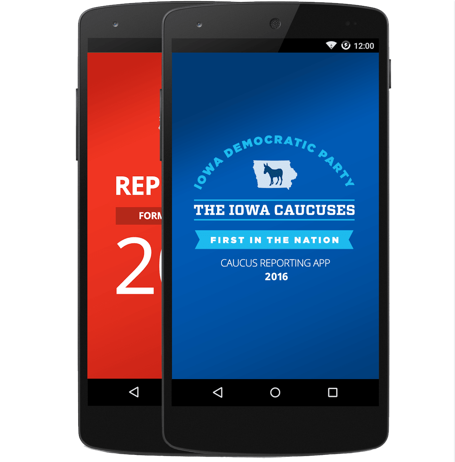 12:00
IOWA DEMOCRATIC PARTY
THE IOWA CAUCUSES
FIRST IN THE NATION
CAUCUS REPORTING APP
2016
REP
FORM
20